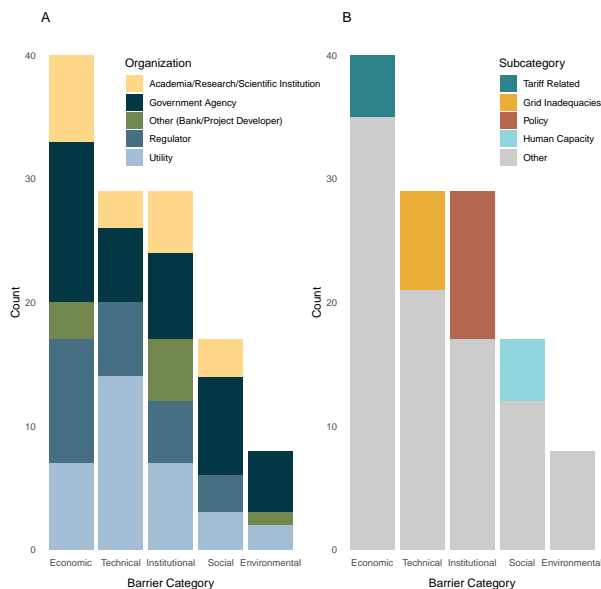 A
B
Organization
Academia/Research/Scientific Institution
Government Agency
Other (Bank/Project Developer)
Regulator
Utility
Subcategory
Tariff Related
Grid Inadequacies
Policy
Human Capacity
Other
40
30
20
10
0
Count
Economic Technical Institutional Social Environmental
Barrier Category
40
30
20
10
0
Count
Economic Technical Institutional Social Environmental
Barrier Category